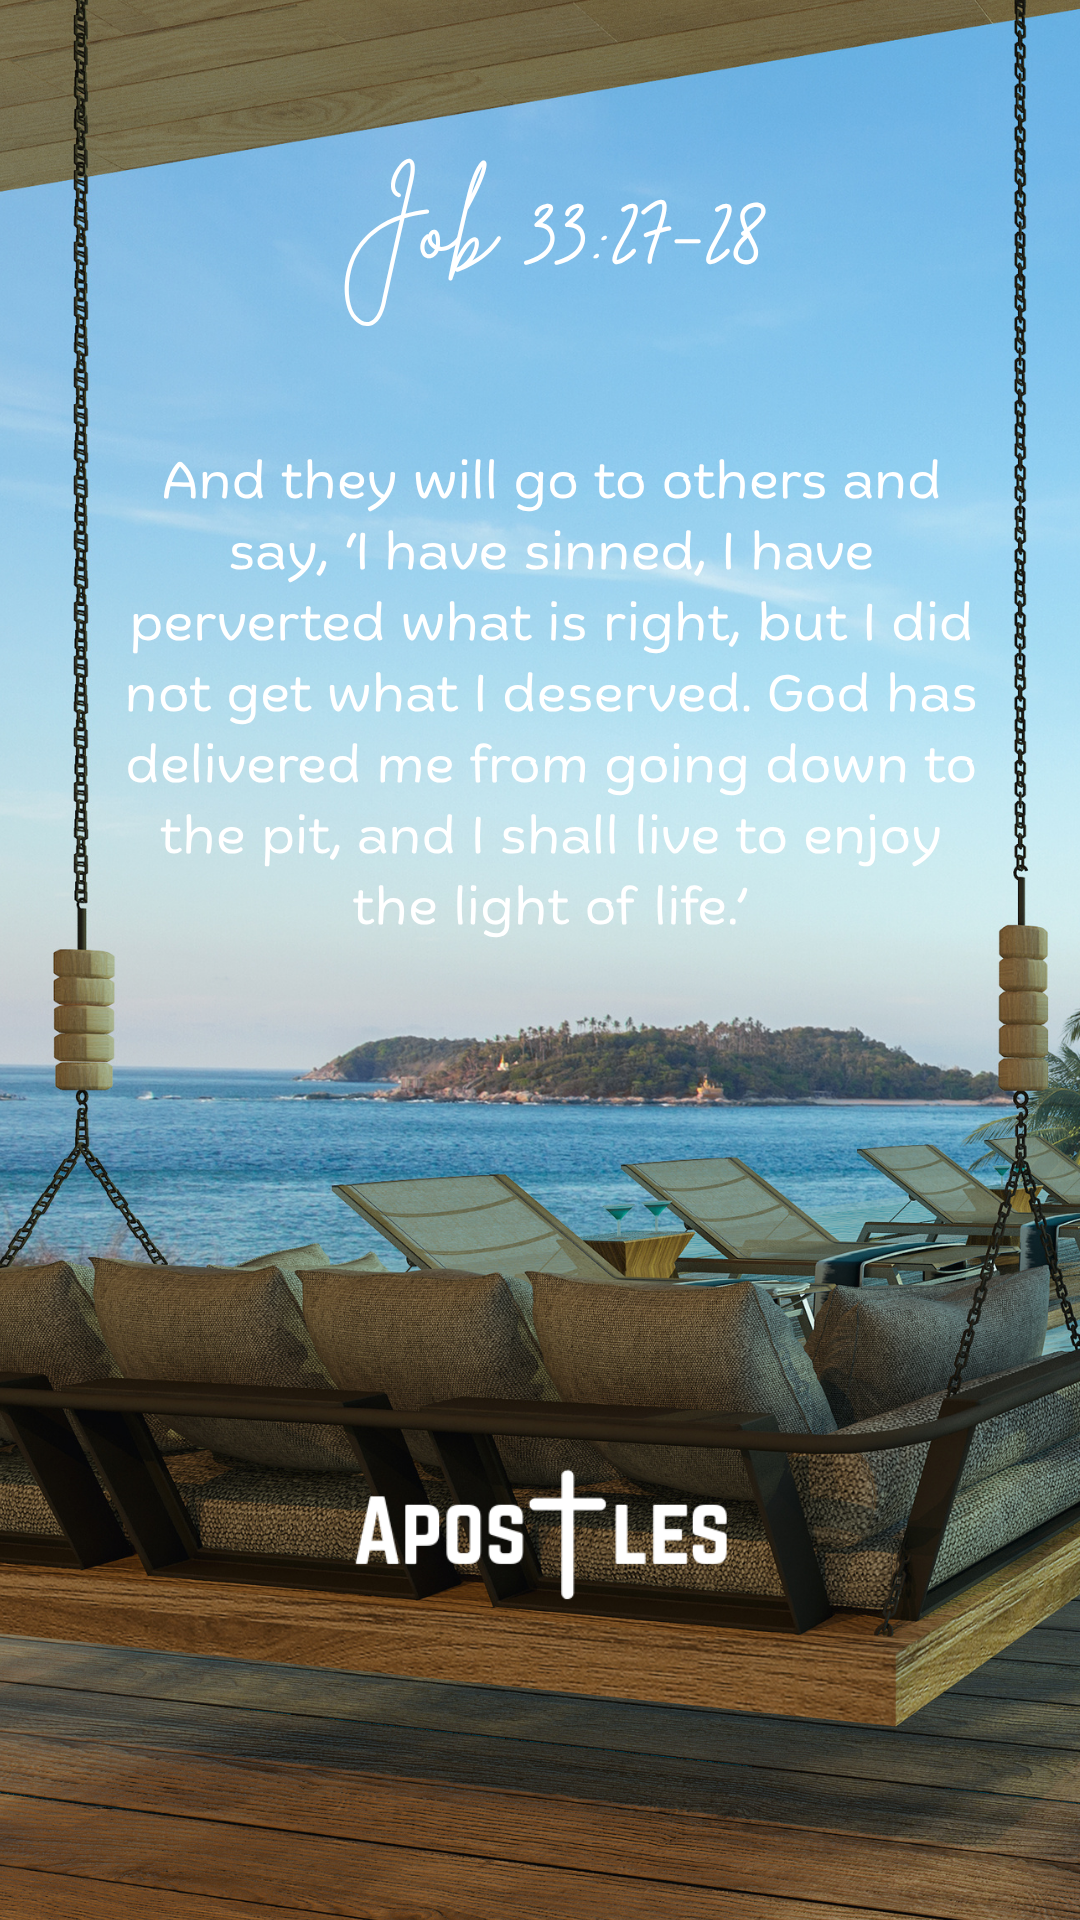 Job 33:27-28
And they will go to others and
say, ‘I have sinned, I have
perverted what is right, but I did
not get what I deserved. God has
delivered me from going down to
the pit, and I shall live to enjoy
the light of life.’
APOSTLES